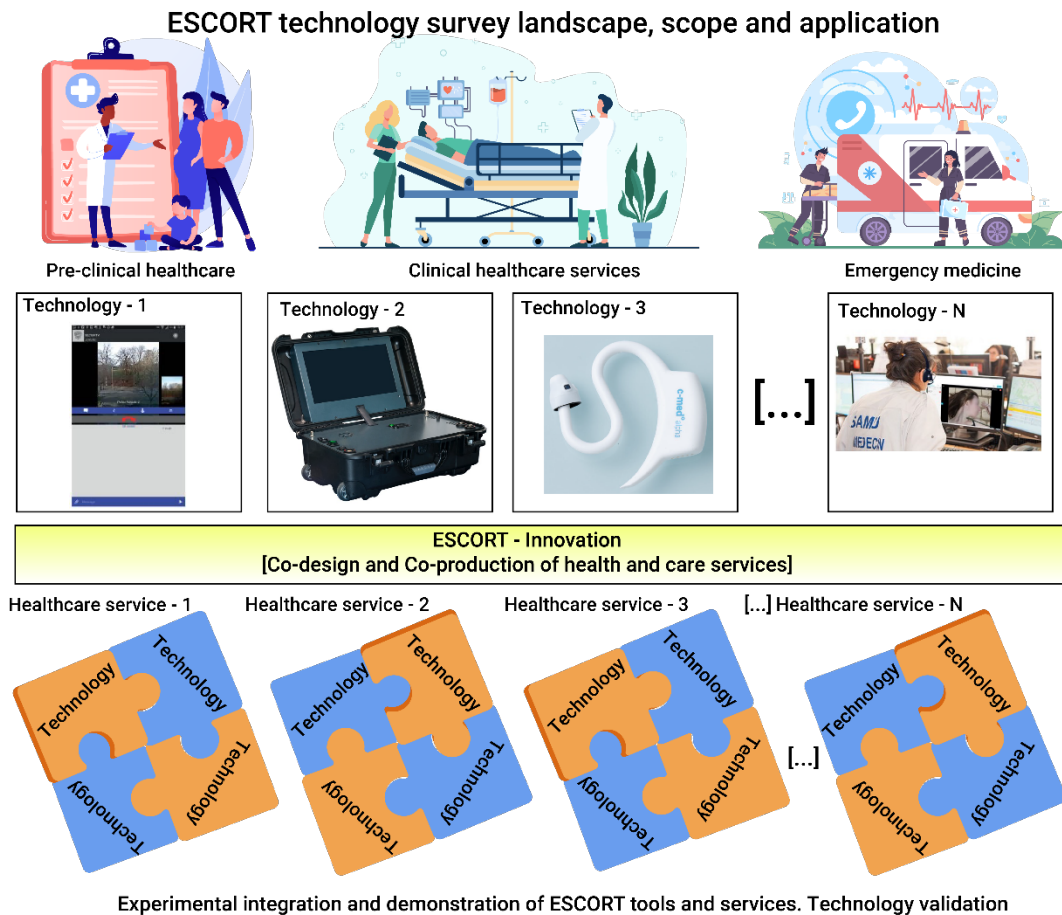 ESCORT technology survey landscape, scope and application
Pre-clinical healthcare
Clinical healthcare services
Emergency medicine
Technology - 1
Technology - 2
Technology - 3
[...]
Technology - N
c-med° alpha
SAMU
MEDECIN
ESCORT - Innovation
[Co-design and Co-production of health and care services]
Healthcare service - 1
Healthcare service - 2
Healthcare service - 3
[...] Healthcare service - N
Technology
Technology
Technology
Technology
Technology
Technology
Technology
Technology
Technology
Technology
Technology
Technology
[...]
Technology
Technology
Technology
Technology
Experimental integration and demonstration of ESCORT tools and services. Technology validation